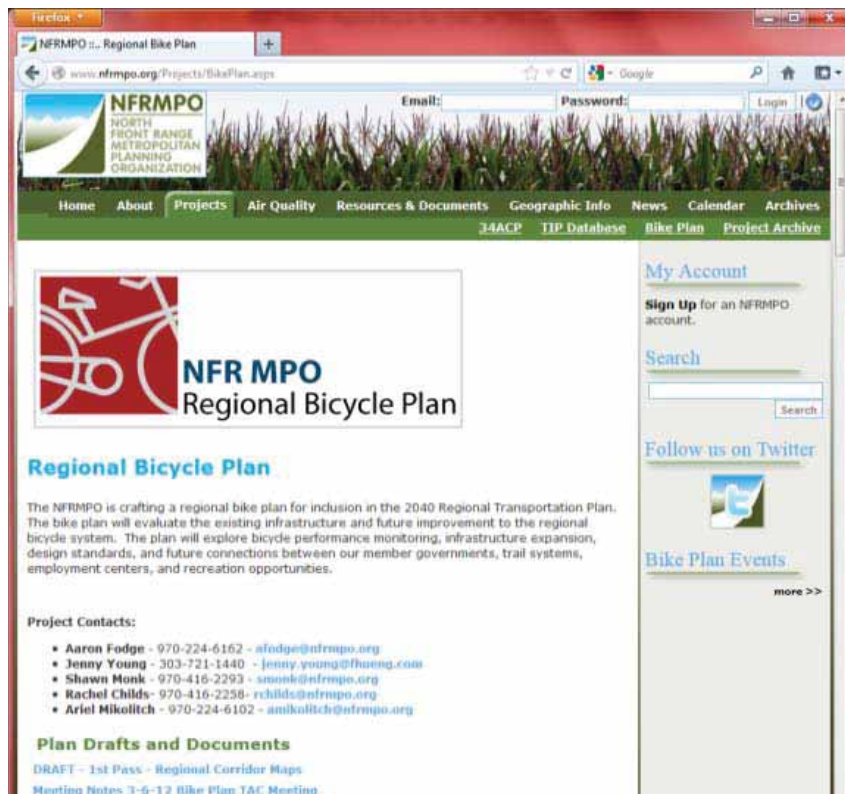 Firefox
NFRMPO ::.. Regional Bike Plan
+
www.nfrmpo.org/Projects/BikePlan.aspx
Google
NFRMPO
NORTH
FRONT RANGE
METROPOLITAN
PLANNING
ORGANIZATION
Email:
Password:
Login
Home About Projects Air Quality Resources & Documents Geographic Info News Calendar Archives
34ACP TIP Database Bike Plan Project Archive
NFR MPO
Regional Bicycle Plan
Regional Bicycle Plan
The NFRMPO is crafting a regional bike plan for inclusion in the 2040 Regional Transportation Plan.
The bike plan will evaluate the existing infrastructure and future improvement to the regional
bicycle system. The plan will explore bicycle performance monitoring, infrastructure expansion,
design standards, and future connections between our member governments, trail systems,
employment centers, and recreation opportunities.
Project Contacts:
• Aaron Fodge - 970-224-6162 - afodge@nfrmpo.org
• Jenny Young - 303-721-1440 - jenny.young@fhueng.com
• Shawn Monk - 970-416-2293 - smonk@nfrmpo.org
• Rachel Childs- 970-416-2258- rchilds@nfrmpo.org
• Ariel Mikolitch - 970-224-6102 - amikolitch@nfrmpo.org
Plan Drafts and Documents
DRAFT - 1st Pass - Regional Corridor Maps
Meeting Notes 3-6-12 Bike Plan TAC Meeting
My Account
Sign Up for an NFRMPO
account.
Search
Search
Follow us on Twitter
Bike Plan Events
more >>